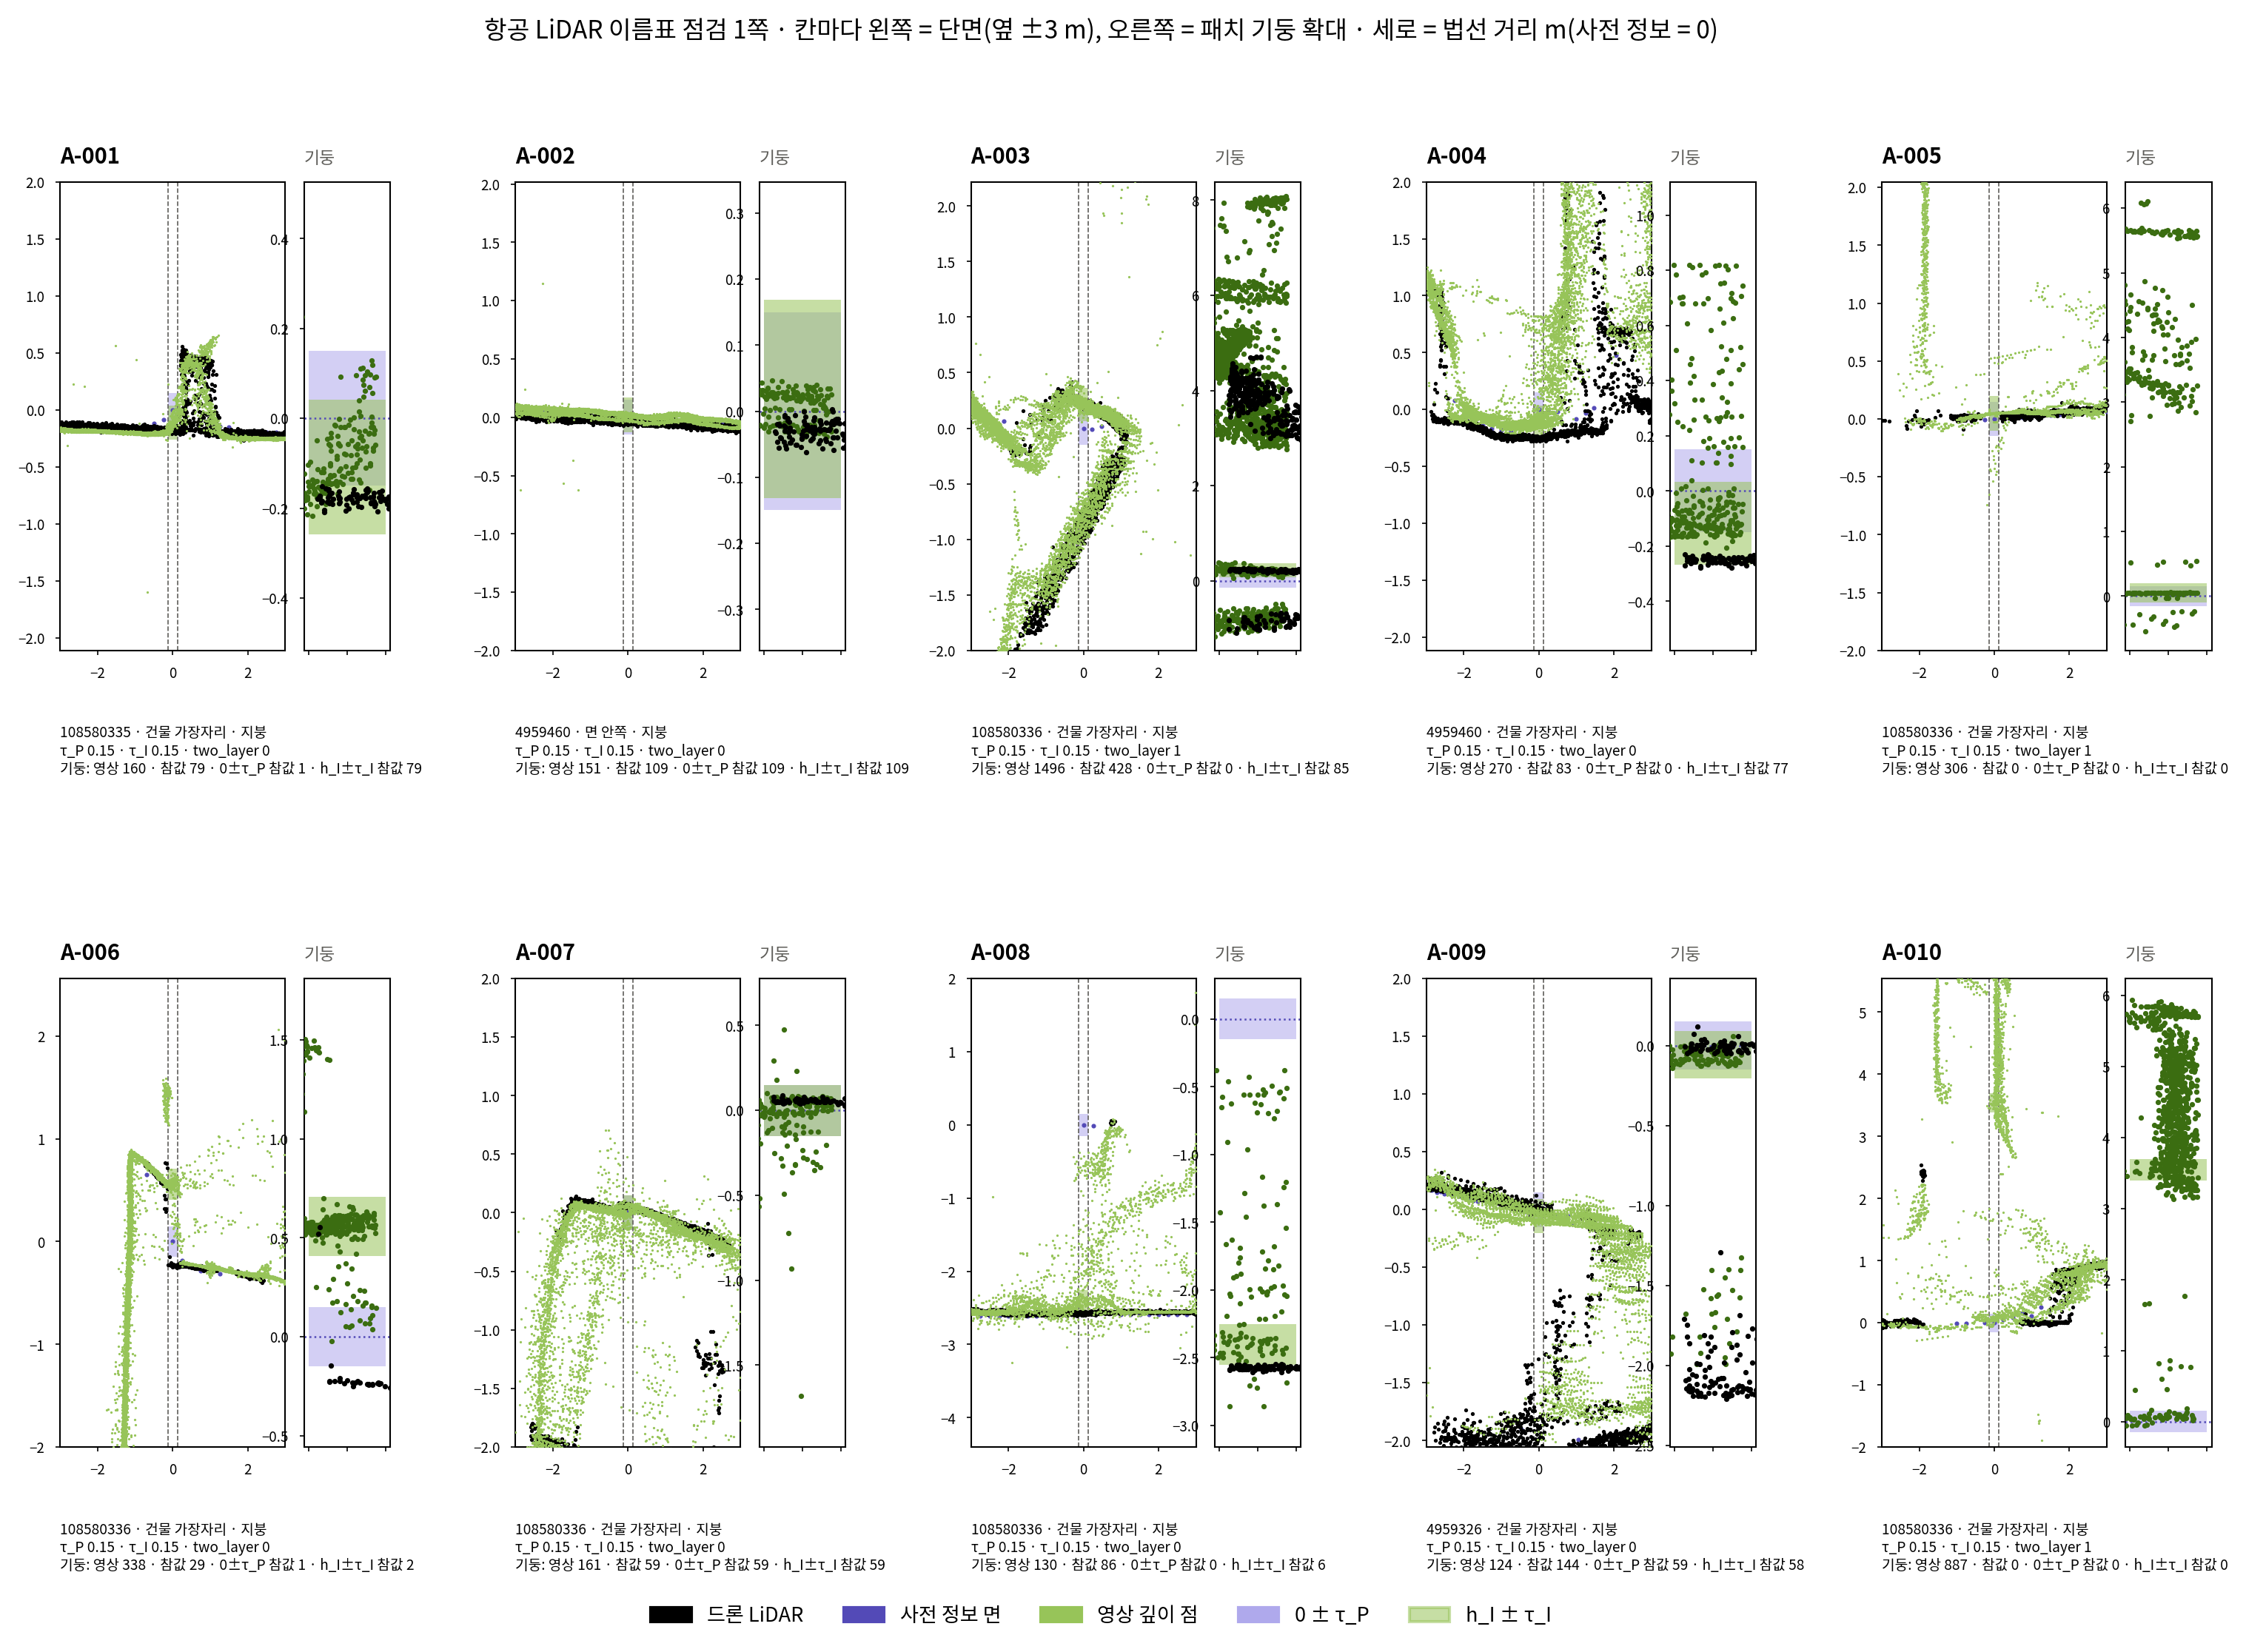 항공 LiDAR 이름표 점검 1쪽 · 칸마다 왼쪽 = 단면(옆 ±3 m), 오른쪽 = 패치 기둥 확대 · 세로 = 법선 거리 m(사전 정보 = 0)
A-001 기둥 A-002 기둥 A-003 기둥 A-004 기둥 A-005 기둥
108580335 · 건물 가장자리 · 지붕
τ_P 0.15 · τ_I 0.15 · two_layer 0
기둥: 영상 160 · 참값 79 · 0±τ_P 참값 1 · h_I±τ_I 참값 79
4959460 · 면 안쪽 · 지붕
τ_P 0.15 · τ_I 0.15 · two_layer 0
기둥: 영상 151 · 참값 109 · 0±τ_P 참값 109 · h_I±τ_I 참값 109
108580336 · 건물 가장자리 · 지붕
τ_P 0.15 · τ_I 0.15 · two_layer 1
기둥: 영상 1496 · 참값 428 · 0±τ_P 참값 0 · h_I±τ_I 참값 85
4959460 · 건물 가장자리 · 지붕
τ_P 0.15 · τ_I 0.15 · two_layer 0
기둥: 영상 270 · 참값 83 · 0±τ_P 참값 0 · h_I±τ_I 참값 77
108580336 · 건물 가장자리 · 지붕
τ_P 0.15 · τ_I 0.15 · two_layer 1
기둥: 영상 306 · 참값 0 · 0±τ_P 참값 0 · h_I±τ_I 참값 0
A-006 기둥 A-007 기둥 A-008 기둥 A-009 기둥 A-010 기둥
108580336 · 건물 가장자리 · 지붕
τ_P 0.15 · τ_I 0.15 · two_layer 0
기둥: 영상 338 · 참값 29 · 0±τ_P 참값 1 · h_I±τ_I 참값 2
108580336 · 건물 가장자리 · 지붕
τ_P 0.15 · τ_I 0.15 · two_layer 0
기둥: 영상 161 · 참값 59 · 0±τ_P 참값 59 · h_I±τ_I 참값 59
108580336 · 건물 가장자리 · 지붕
τ_P 0.15 · τ_I 0.15 · two_layer 0
기둥: 영상 130 · 참값 86 · 0±τ_P 참값 0 · h_I±τ_I 참값 6
4959326 · 건물 가장자리 · 지붕
τ_P 0.15 · τ_I 0.15 · two_layer 0
기둥: 영상 124 · 참값 144 · 0±τ_P 참값 59 · h_I±τ_I 참값 58
108580336 · 건물 가장자리 · 지붕
τ_P 0.15 · τ_I 0.15 · two_layer 1
기둥: 영상 887 · 참값 0 · 0±τ_P 참값 0 · h_I±τ_I 참값 0
드론 LiDAR 사전 정보 면 영상 깊이 점 0 ± τ_P h_I ± τ_I